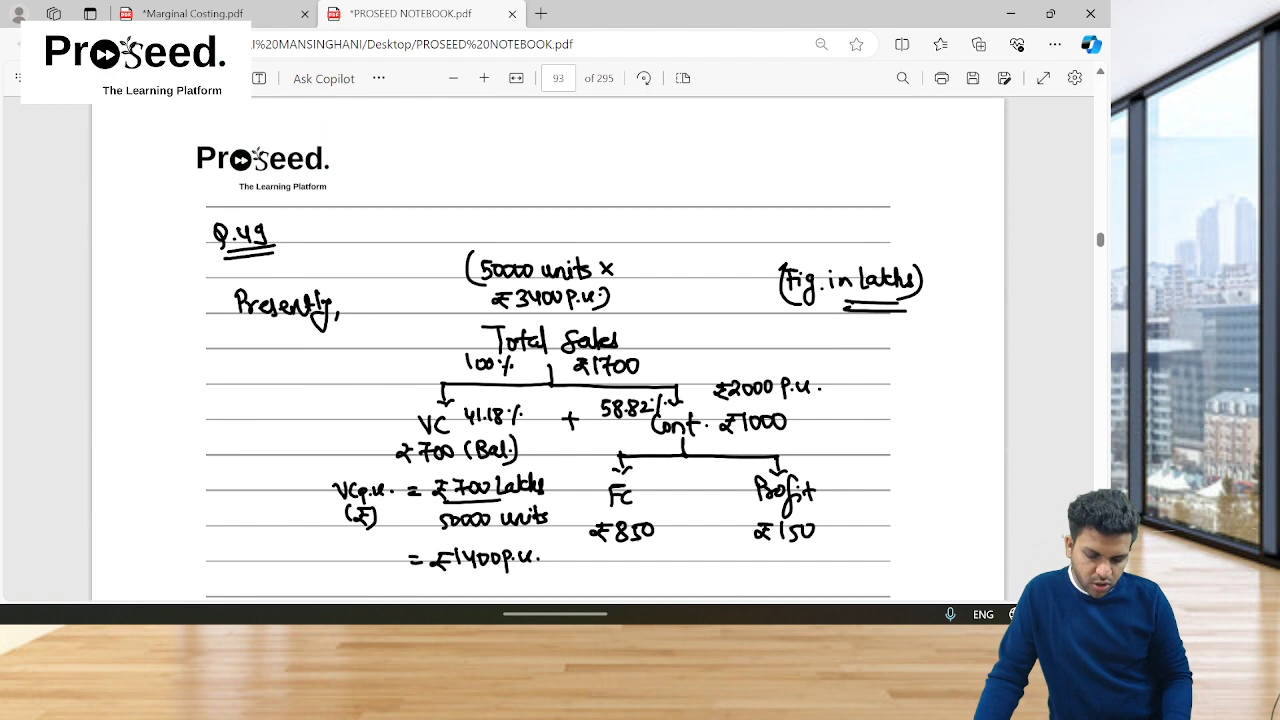 *Marginal Costing.pdf
*PROSEED NOTEBOOK.pdf
Proseed.
The Learning Platform
I%20MANSINGHANI/Desktop/PROSEED%20NOTEBOOK.pdf
Ask Copilot
93 of 295
Proseed.
The Learning Platform
Q.49
(50000 units ×
₹3400 p.u.)
(Fig. in Lakhs)
Presently,
Total Sales
100% ₹1700
₹2000 p.u.
VC 41.18% + 58.82% Cont. ₹1000
₹700 (Bal.)
VC p.u. = ₹700 Lakhs
(₹) 50000 units
= ₹1400 p.u.
FC Profit
₹850 ₹150
ENG